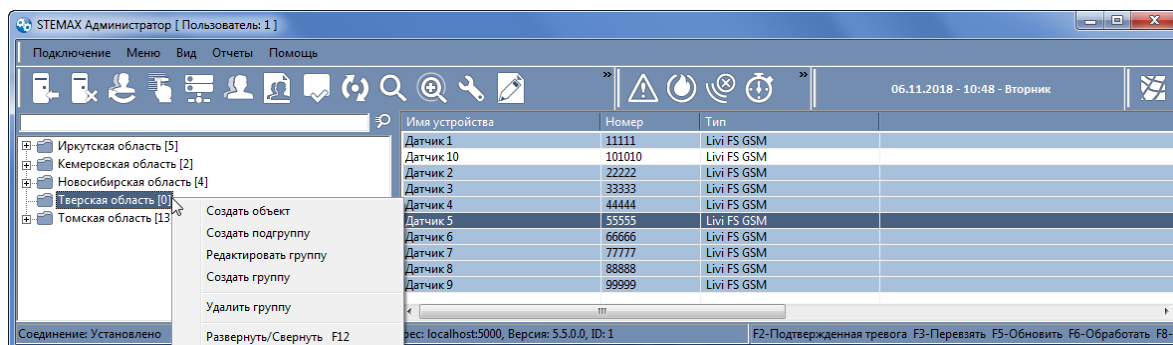 STEMAX Администратор [ Пользователь: 1 ]
Подключение Меню Вид Отчеты Помощь
06.11.2018 - 10:48 - Вторник
Имя устройства Номер Тип
Иркутская область [5]
Кемеровская область [2]
Новосибирская область [4]
Тверская область [0]
Томская область [13
Создать объект
Создать подгруппу
Редактировать группу
Создать группу
Удалить группу
Развернуть/Свернуть F12
Датчик 1 11111 Livi FS GSM
Датчик 10 101010 Livi FS GSM
Датчик 2 22222 Livi FS GSM
Датчик 3 33333 Livi FS GSM
Датчик 4 44444 Livi FS GSM
Датчик 5 55555 Livi FS GSM
Датчик 6 66666 Livi FS GSM
Датчик 7 77777 Livi FS GSM
Датчик 8 88888 Livi FS GSM
Датчик 9 99999 Livi FS GSM
Соединение: Установлено рес: localhost:5000, Версия: 5.5.0.0, ID: 1 F2-Подтвержденная тревога F3-Перевзять F5-Обновить F6-Обработать F8-